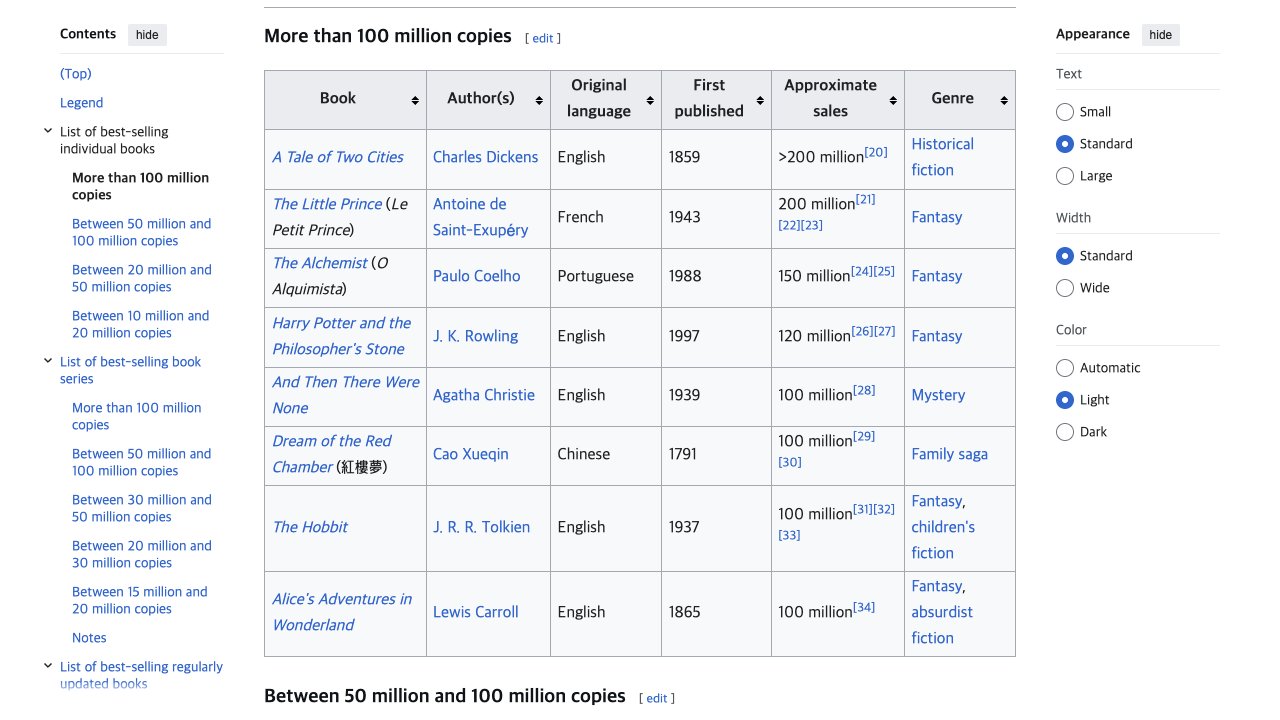 Contents hide
(Top)
Legend
List of best-selling
individual books
More than 100 million
copies
Between 50 million and
100 million copies
Between 20 million and
50 million copies
Between 10 million and
20 million copies
List of best-selling book
series
More than 100 million
copies
Between 50 million and
100 million copies
Between 30 million and
50 million copies
Between 20 million and
30 million copies
Between 15 million and
20 million copies
Notes
List of best-selling regularly
updated books
More than 100 million copies [ edit ]
Book Author(s) Original language First published Approximate sales Genre
A Tale of Two Cities Charles Dickens English 1859 >200 million[20] Historical fiction
The Little Prince (Le Petit Prince) Antoine de Saint-Exupéry French 1943 200 million[21][22][23] Fantasy
The Alchemist (O Alquimista) Paulo Coelho Portuguese 1988 150 million[24][25] Fantasy
Harry Potter and the Philosopher's Stone J. K. Rowling English 1997 120 million[26][27] Fantasy
And Then There Were None Agatha Christie English 1939 100 million[28] Mystery
Dream of the Red Chamber (紅樓夢) Cao Xueqin Chinese 1791 100 million[29][30] Family saga
The Hobbit J. R. R. Tolkien English 1937 100 million[31][32][33] Fantasy, children's fiction
Alice's Adventures in Wonderland Lewis Carroll English 1865 100 million[34] Fantasy, absurdist fiction
Between 50 million and 100 million copies [ edit ]
Appearance hide
Text
Small
Standard
Large
Width
Standard
Wide
Color
Automatic
Light
Dark